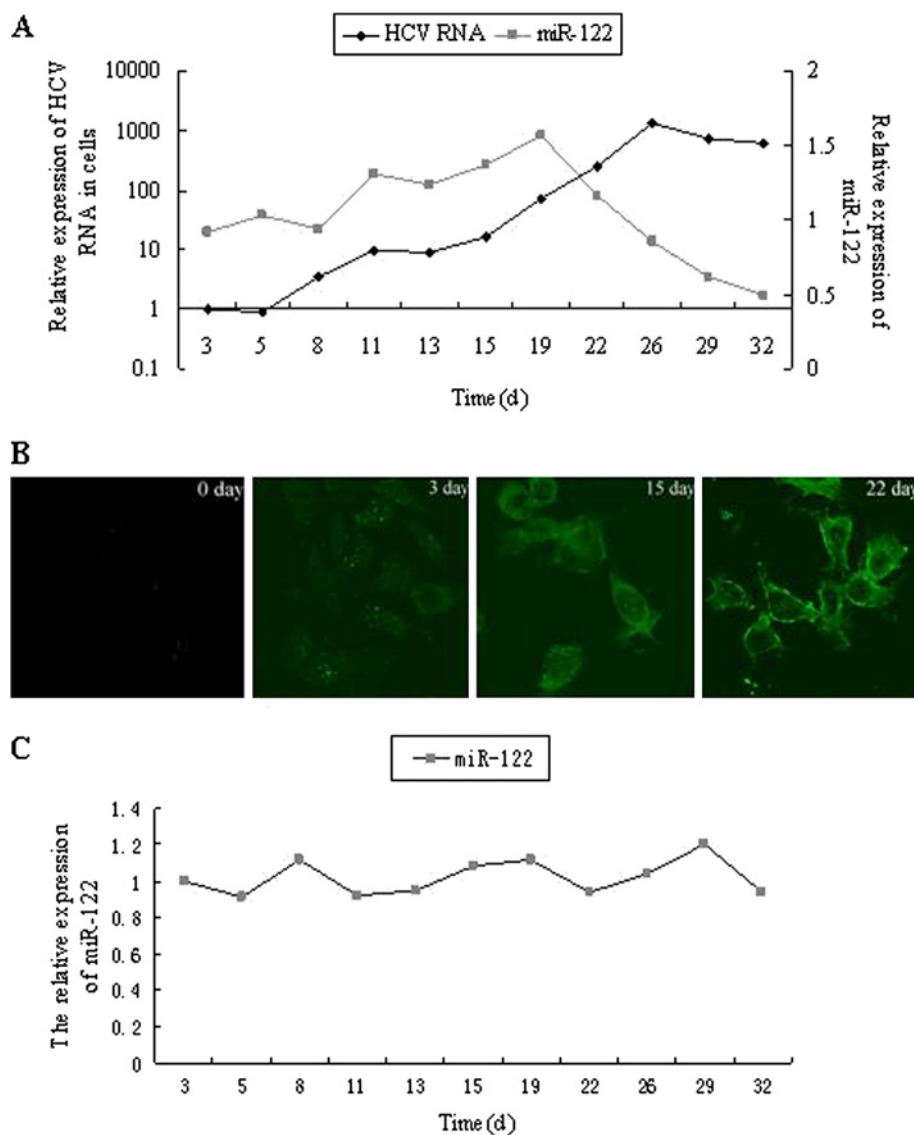 A
HCV RNA
miR-122
10000
1000
100
10
1
0.1
Relative expression of HCV
RNA in cells
2
1.5
1
0.5
0
Relative expression of
miR-122
3 5 8 11 13 15 19 22 26 29 32
Time (d)
B
0 day
3 day
15 day
22 day
C
miR-122
1.4
1.2
1
0.8
0.6
0.4
0.2
0
The relative expression
of miR-122
3 5 8 11 13 15 19 22 26 29 32
Time (d)